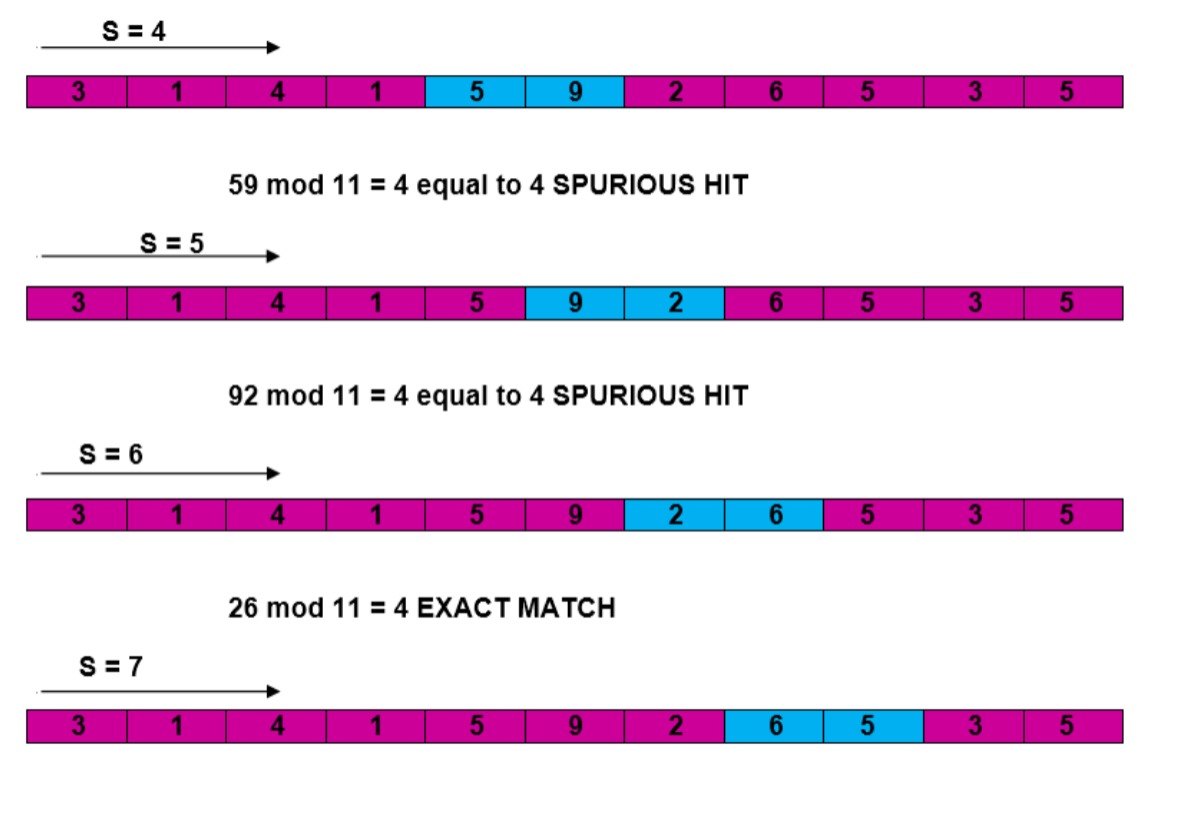 S = 4
3 1 4 1 5 9 2 6 5 3 5
59 mod 11 = 4 equal to 4 SPURIOUS HIT
S = 5
3 1 4 1 5 9 2 6 5 3 5
92 mod 11 = 4 equal to 4 SPURIOUS HIT
S = 6
3 1 4 1 5 9 2 6 5 3 5
26 mod 11 = 4 EXACT MATCH
S = 7
3 1 4 1 5 9 2 6 5 3 5